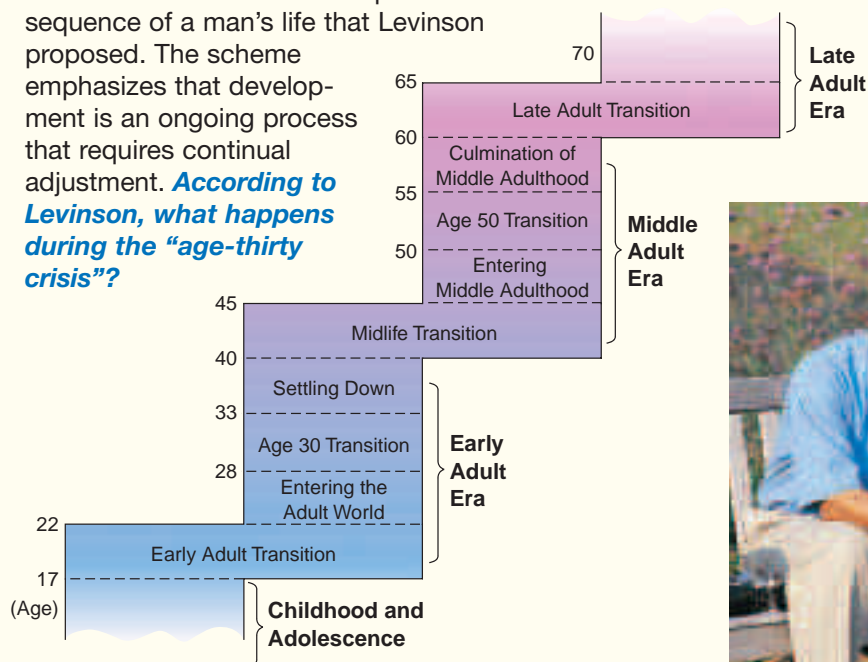 sequence of a man's life that Levinson
proposed. The scheme
emphasizes that develop-
ment is an ongoing process
that requires continual
adjustment. According to
Levinson, what happens
during the "age-thirty
crisis"?
70
Late
Adult
Era
65
Late Adult Transition
60
Culmination of
Middle Adulthood
55
Age 50 Transition
50
Entering
Middle Adulthood
Middle
Adult
Era
45
Midlife Transition
40
Settling Down
33
Age 30 Transition
28
Entering the
Adult World
Early
Adult
Era
22
Early Adult Transition
17
(Age)
Childhood and
Adolescence